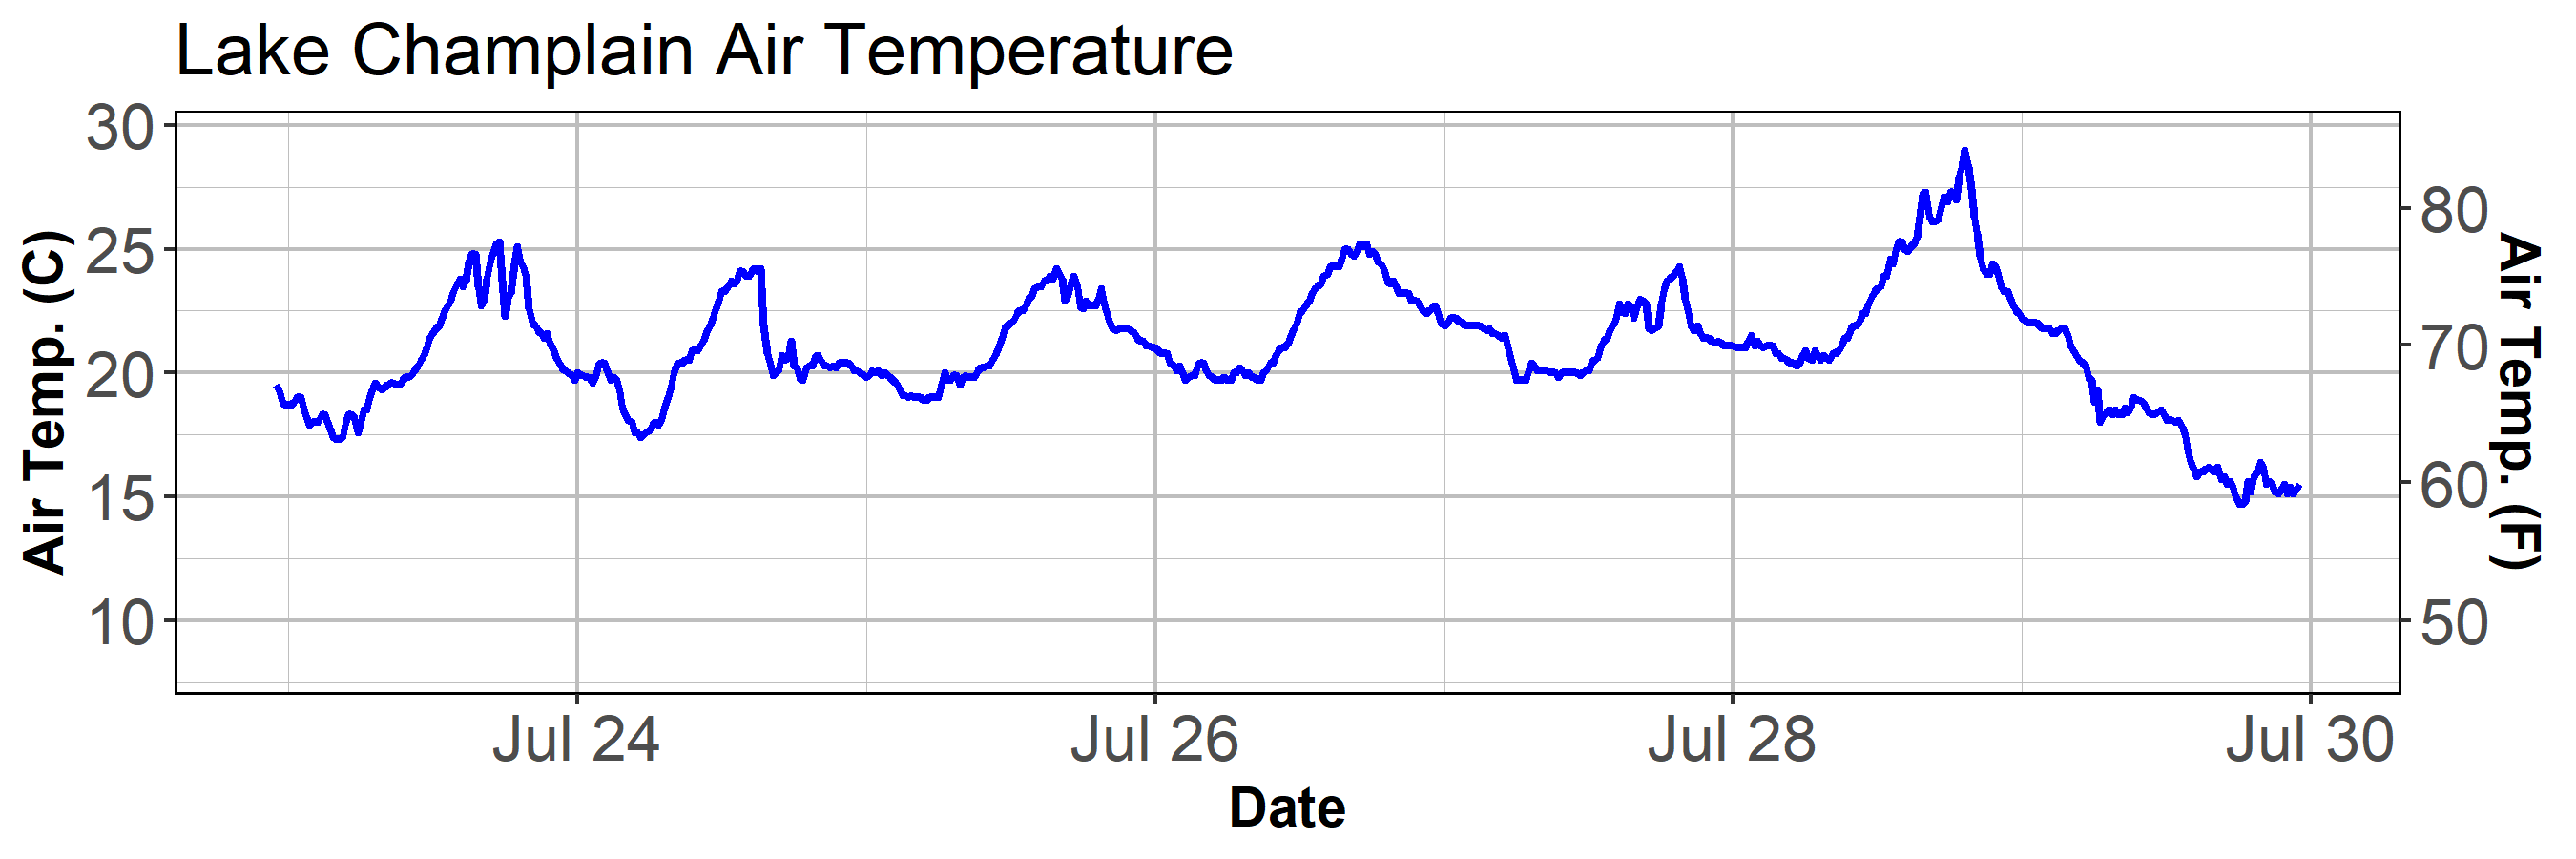 Lake Champlain Air Temperature
Air Temp. (C)
30
25
20
15
10
80
70
60
50
Air Temp. (F)
Jul 24 Jul 26 Jul 28 Jul 30
Date